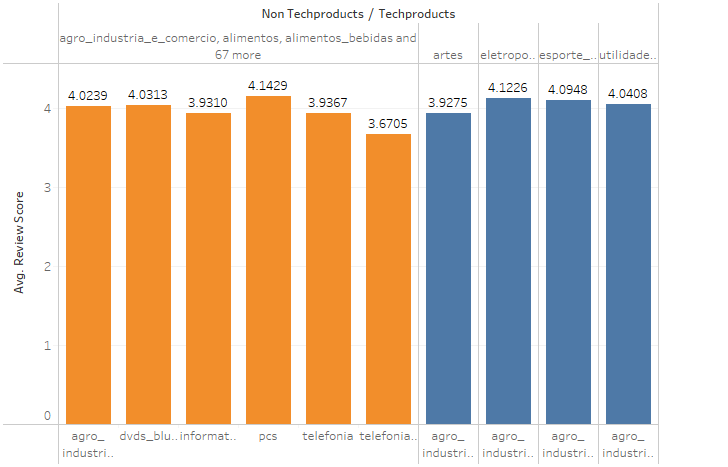 Non Techproducts / Techproducts
agro_industria_e_comercio, alimentos, alimentos_bebidas and
67 more
artes
eletropo..
esporte_..
utilidade..
Avg. Review Score
4
3
2
1
0
4.0239
4.0313
3.9310
4.1429
3.9367
3.6705
3.9275
4.1226
4.0948
4.0408
agro_
industri..
dvds_blu..
informat..
pcs
telefonia
telefonia..
agro_
industri..
agro_
industri..
agro_
industri..
agro_
industri..